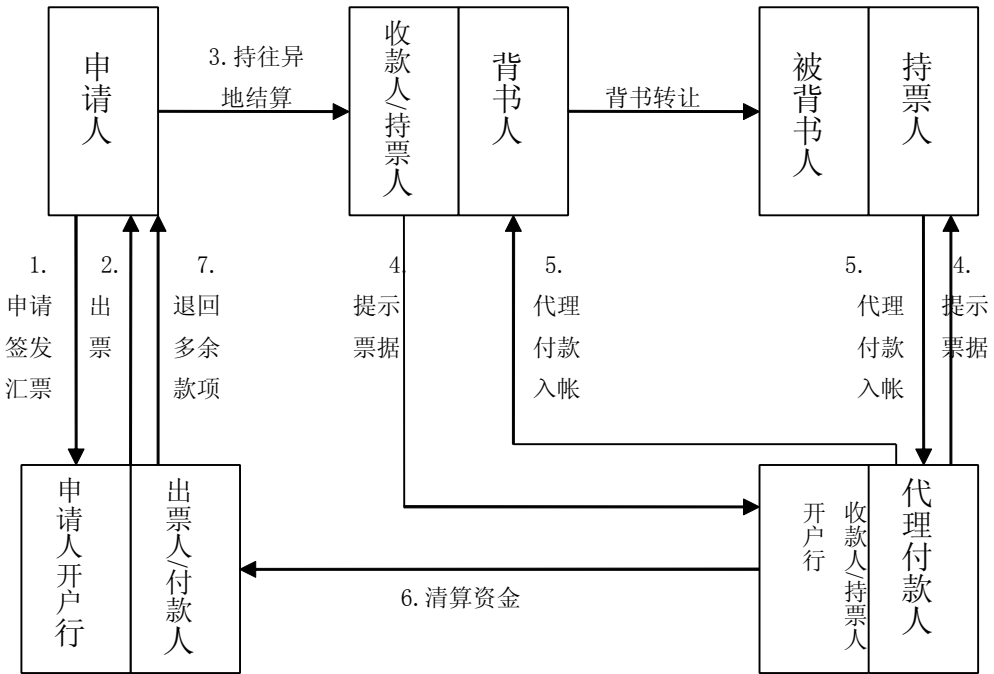 申请人
3.持往异
地结算
收款人/持票人
背书人
背书转让
被背书人
持票人
1.
申请
签发
汇票
2.
出
票
7.
退回
多余
款项
4.
提示
票据
5.
代理
付款
入帐
5.
代理
付款
入帐
4.
提示
票据
申请人开户行
出票人/付款人
6.清算资金
收款人/持票人
开户行
代理付款人